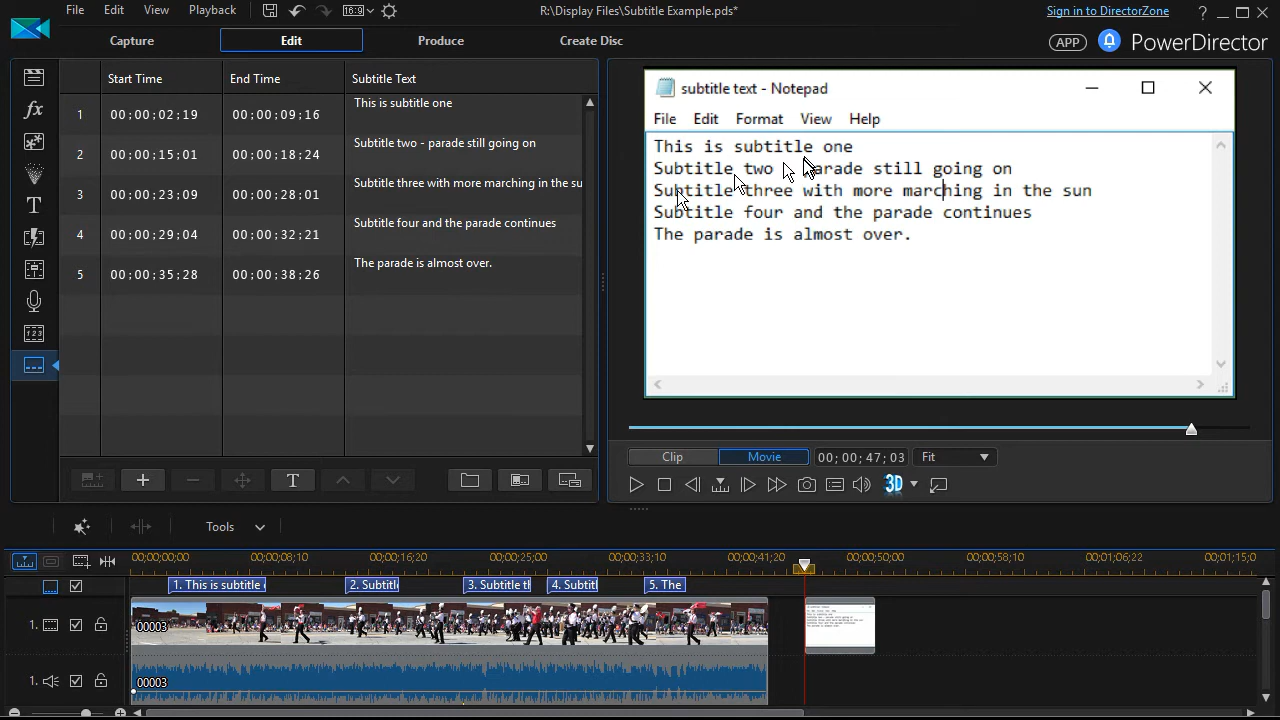 File Edit View Playback
16:9
R:\Display Files\Subtitle Example.pds*
Sign in to DirectorZone
?
Capture Edit Produce Create Disc
APP PowerDirector
Start Time End Time Subtitle Text
1 00;00;02;19 00;00;09;16 This is subtitle one
2 00;00;15;01 00;00;18;24 Subtitle two - parade still going on
3 00;00;23;09 00;00;28;01 Subtitle three with more marching in the su
4 00;00;29;04 00;00;32;21 Subtitle four and the parade continues
5 00;00;35;28 00;00;38;26 The parade is almost over.
fx
T
123
T
subtitle text - Notepad
File Edit Format View Help
This is subtitle one
Subtitle two parade still going on
Subtitle three with more marching in the sun
Subtitle four and the parade continues
The parade is almost over.
Clip Movie 00;00;47;03 Fit
3D
Tools
00;00;00;00 00;00;08;10 00;00;16;20 00;00;25;00 00;00;33;10 00;00;41;20 00;00;50;00 00;00;58;10 00;01;06;22 00;01;15;0
1. This is subtitle 2. Subtitl 3. Subtitle th 4. Subtitl 5. The
1. 00003
1. 00003